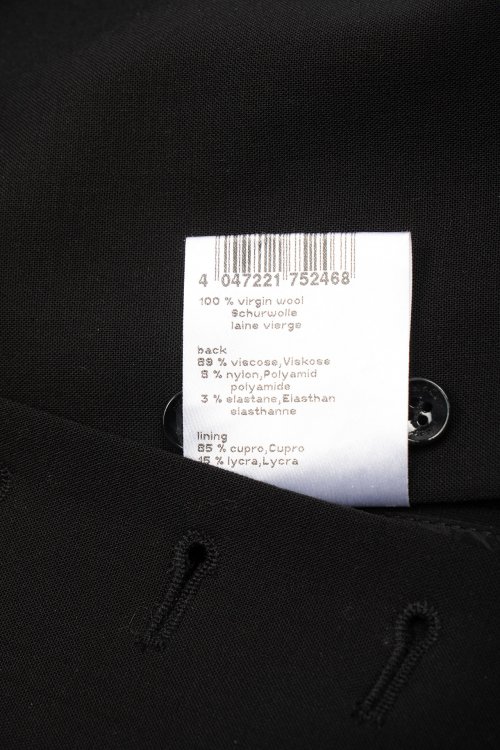 4 047221 752468
100 % virgin wool
Schurwolle
laine vierge
back
89 % viscose,Viskose
8 % nylon,Polyamid
polyamide
3 % elastane,Elasthan
elasthanne
lining
85 % cupro,Cupro
15 % lycra,Lycra